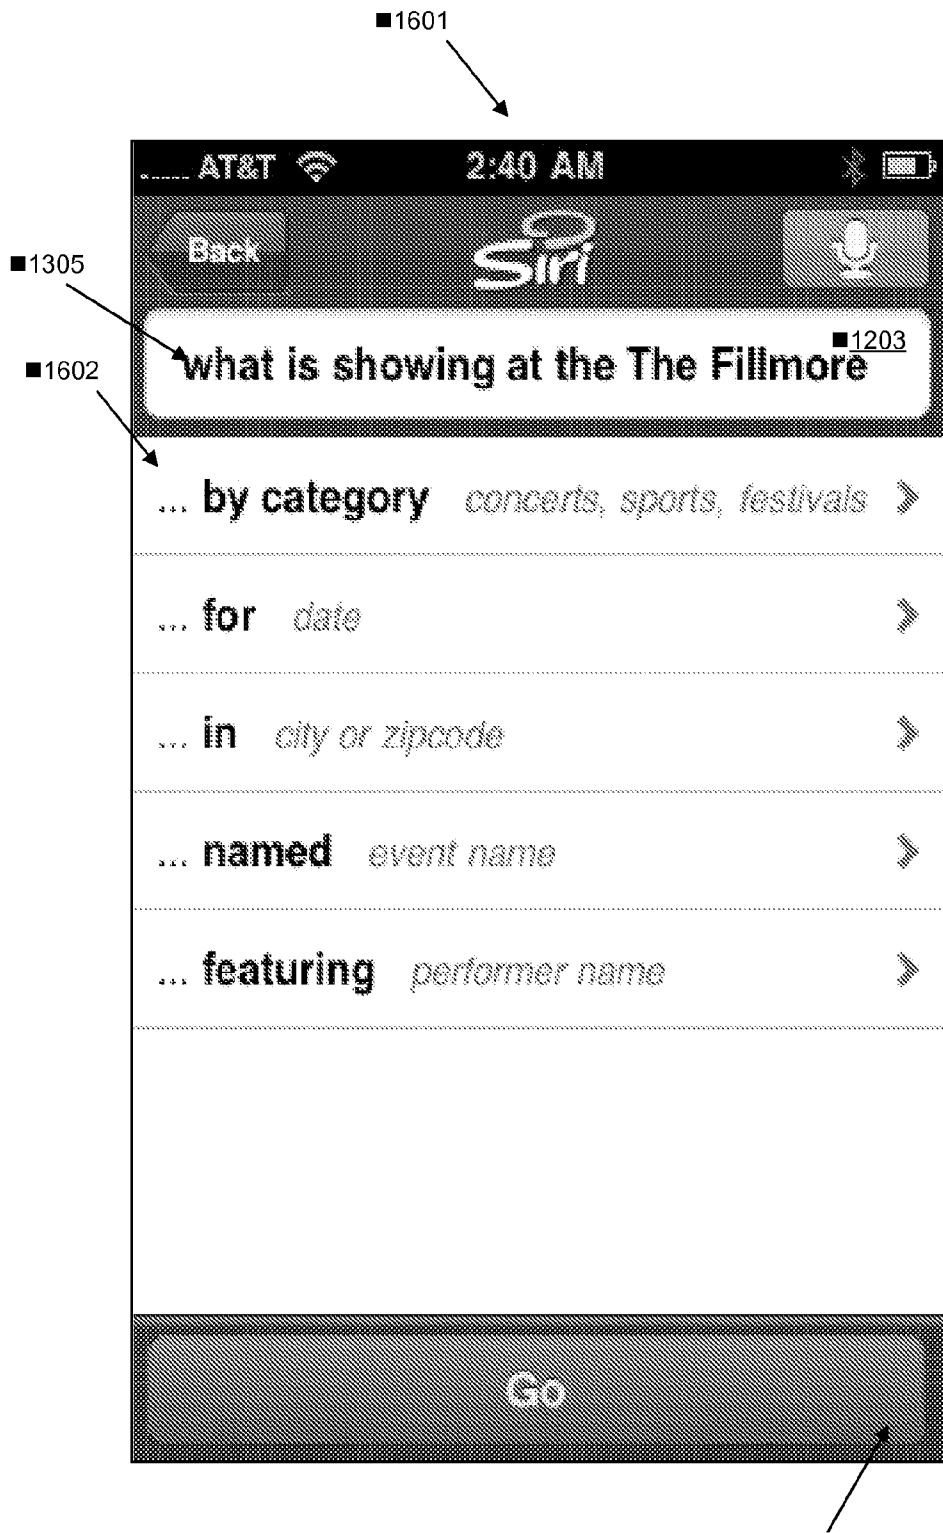 ■1601
AT&T 2:40 AM
Back Siri
■1305
■1203
what is showing at the The Fillmore
■1602
... by category concerts, sports, festivals
... for date
... in city or zipcode
... named event name
... featuring performer name
Go